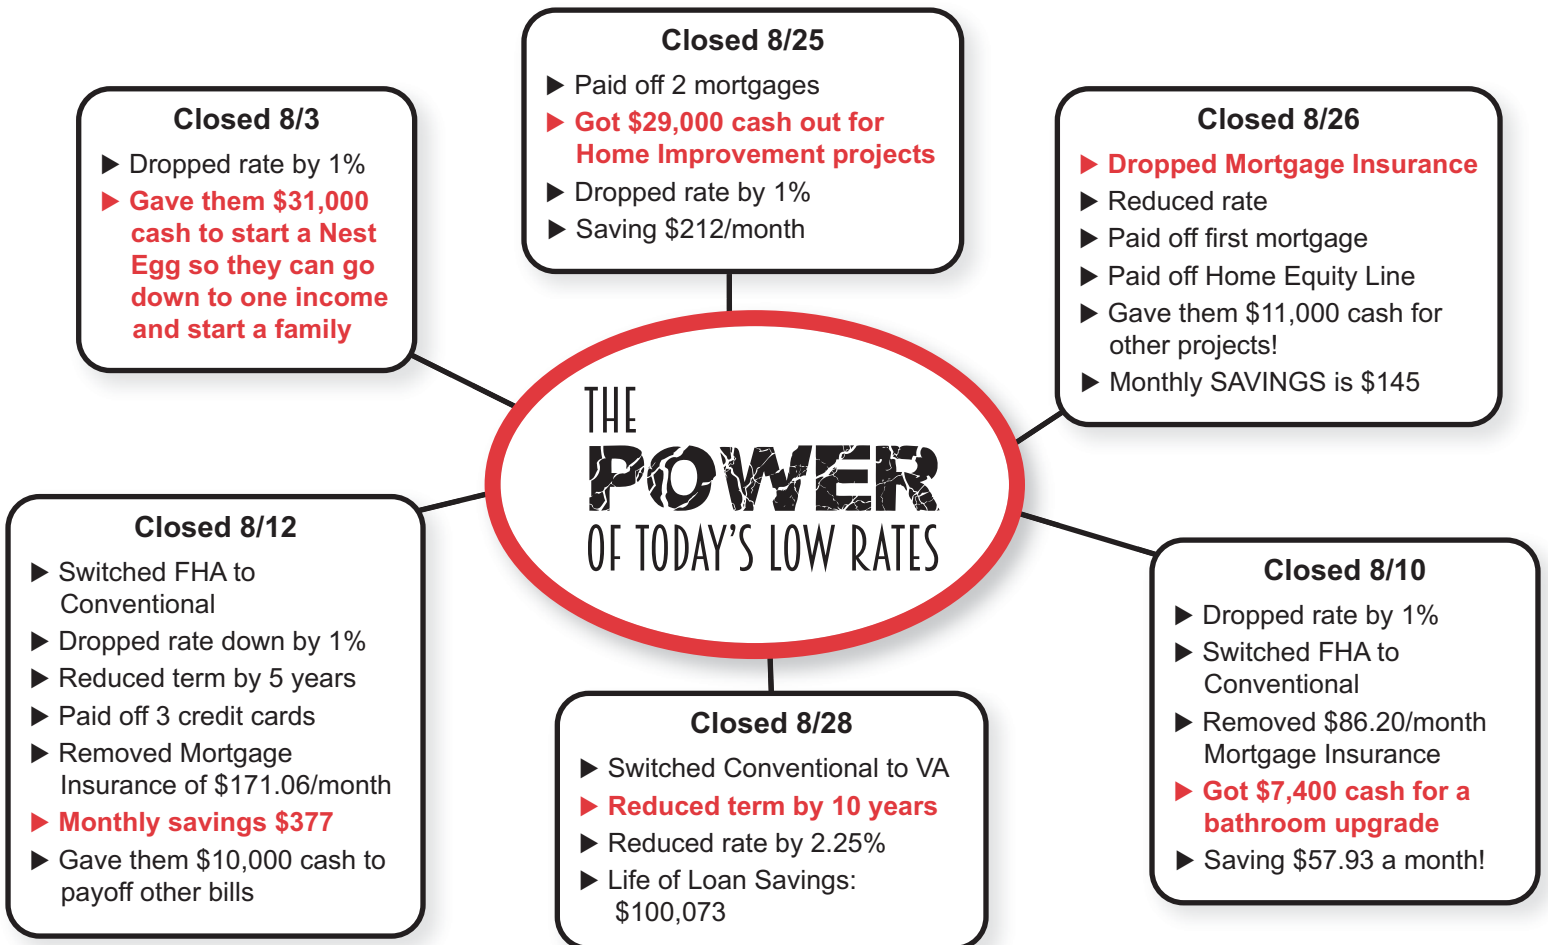 Closed 8/25
▶ Paid off 2 mortgages
▶ Got $29,000 cash out for
Home Improvement projects
▶ Dropped rate by 1%
▶ Saving $212/month
Closed 8/3
▶ Dropped rate by 1%
▶ Gave them $31,000
cash to start a Nest
Egg so they can go
down to one income
and start a family
Closed 8/26
▶ Dropped Mortgage Insurance
▶ Reduced rate
▶ Paid off first mortgage
▶ Paid off Home Equity Line
▶ Gave them $11,000 cash for
other projects!
▶ Monthly SAVINGS is $145
THE
POWER
OF TODAY'S LOW RATES
Closed 8/12
▶ Switched FHA to
Conventional
▶ Dropped rate down by 1%
▶ Reduced term by 5 years
▶ Paid off 3 credit cards
▶ Removed Mortgage
Insurance of $171.06/month
▶ Monthly savings $377
▶ Gave them $10,000 cash to
payoff other bills
Closed 8/28
▶ Switched Conventional to VA
▶ Reduced term by 10 years
▶ Reduced rate by 2.25%
▶ Life of Loan Savings:
$100,073
Closed 8/10
▶ Dropped rate by 1%
▶ Switched FHA to
Conventional
▶ Removed $86.20/month
Mortgage Insurance
▶ Got $7,400 cash for a
bathroom upgrade
▶ Saving $57.93 a month!